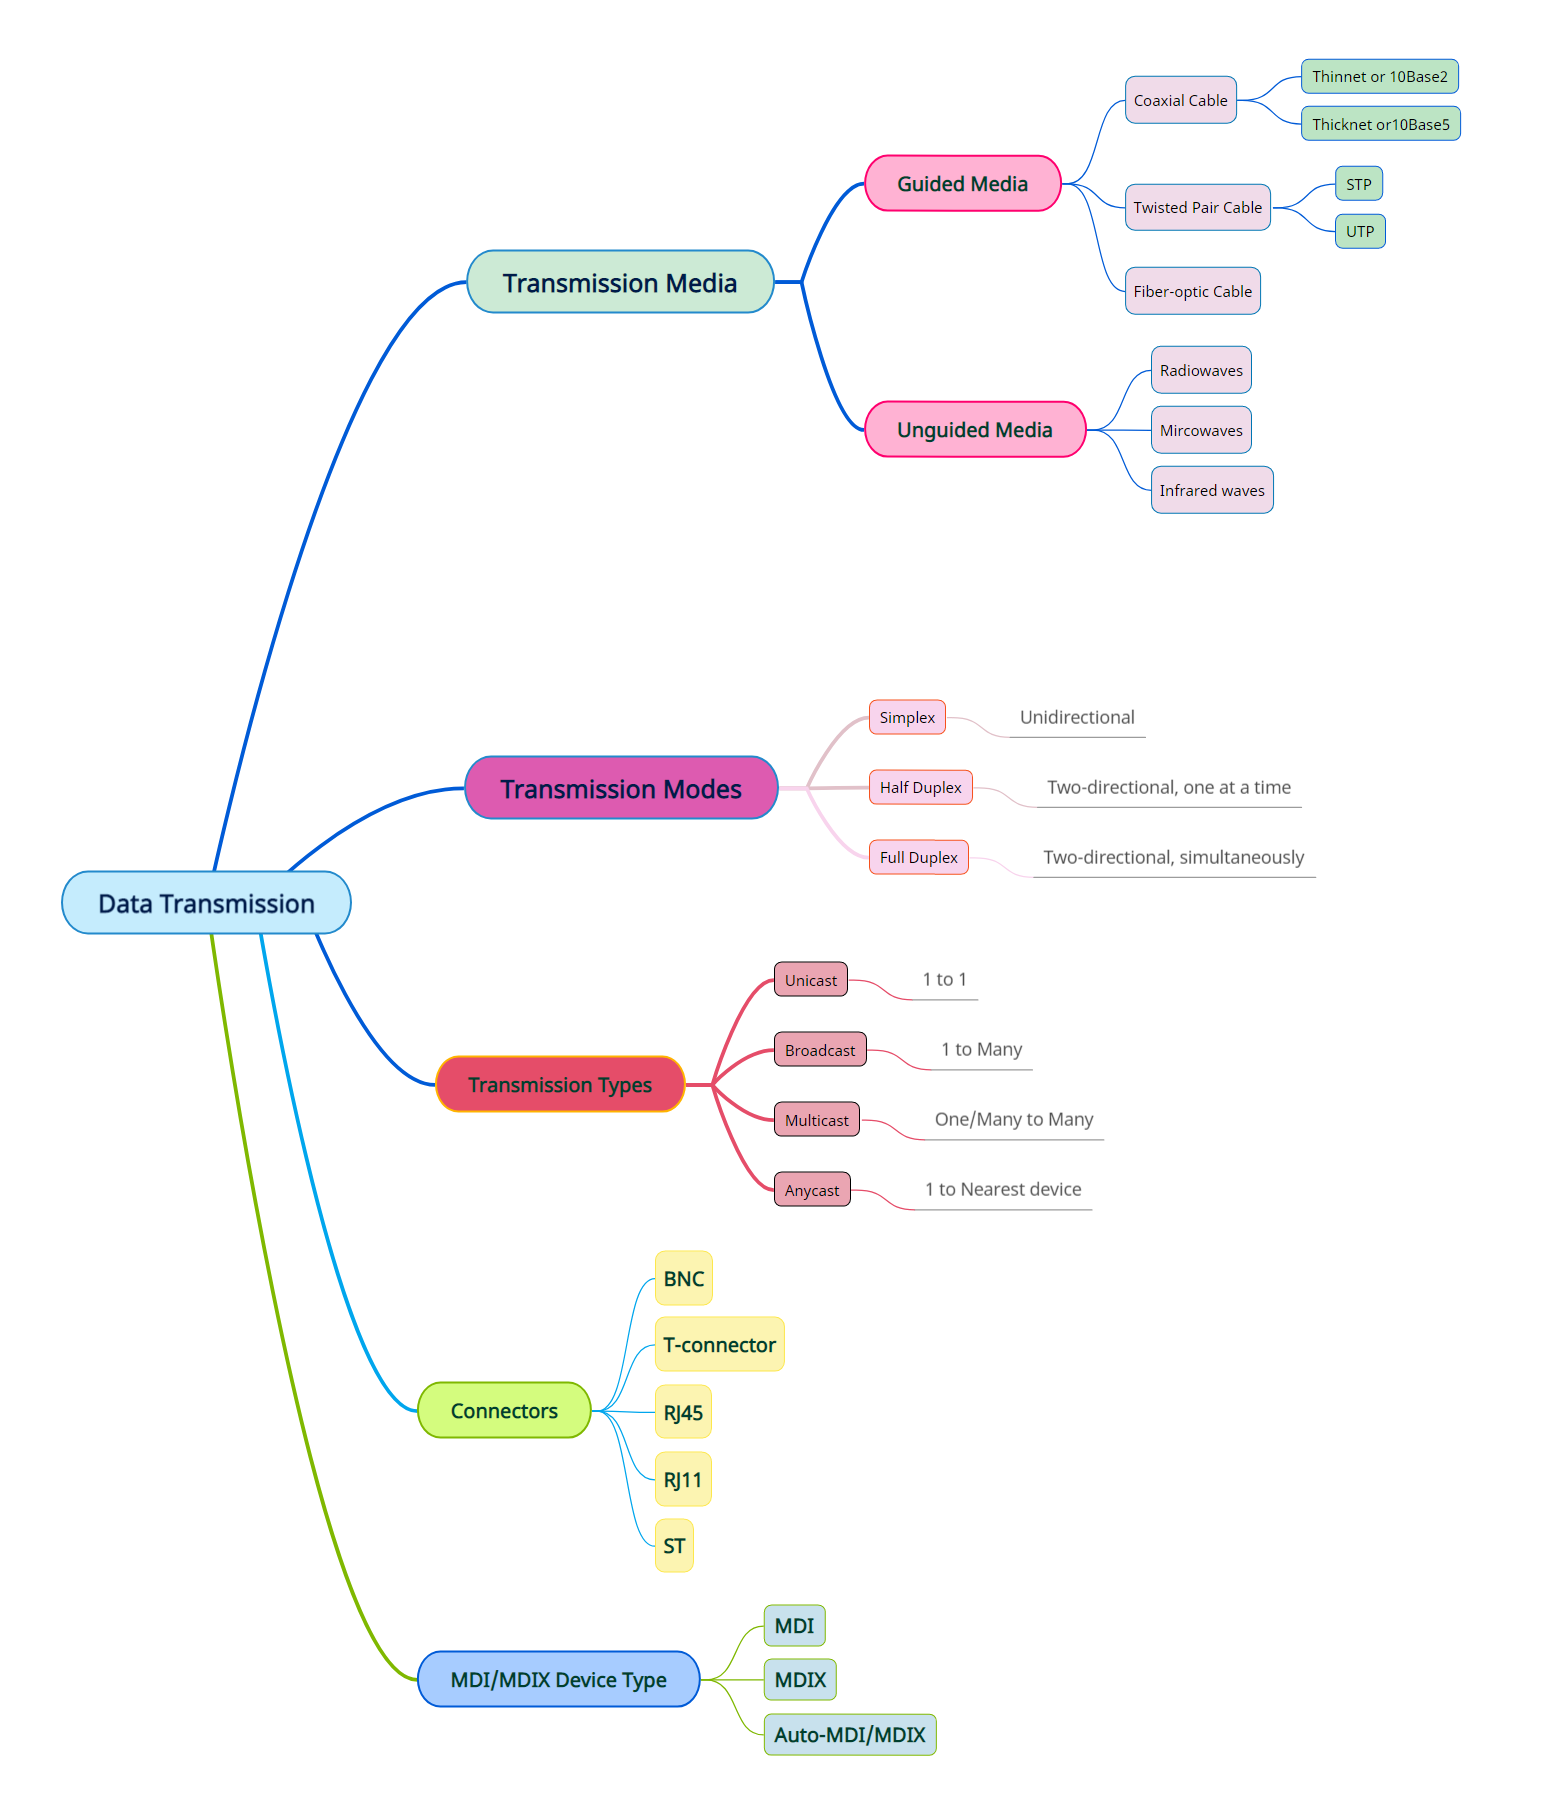 Data Transmission
Transmission Media
Guided Media
Coaxial Cable
Thinnet or 10Base2
Thicknet or10Base5
Twisted Pair Cable
STP
UTP
Fiber-optic Cable
Unguided Media
Radiowaves
Mircowaves
Infrared waves
Transmission Modes
Simplex
Unidirectional
Half Duplex
Two-directional, one at a time
Full Duplex
Two-directional, simultaneously
Transmission Types
Unicast
1 to 1
Broadcast
1 to Many
Multicast
One/Many to Many
Anycast
1 to Nearest device
Connectors
BNC
T-connector
RJ45
RJ11
ST
MDI/MDIX Device Type
MDI
MDIX
Auto-MDI/MDIX